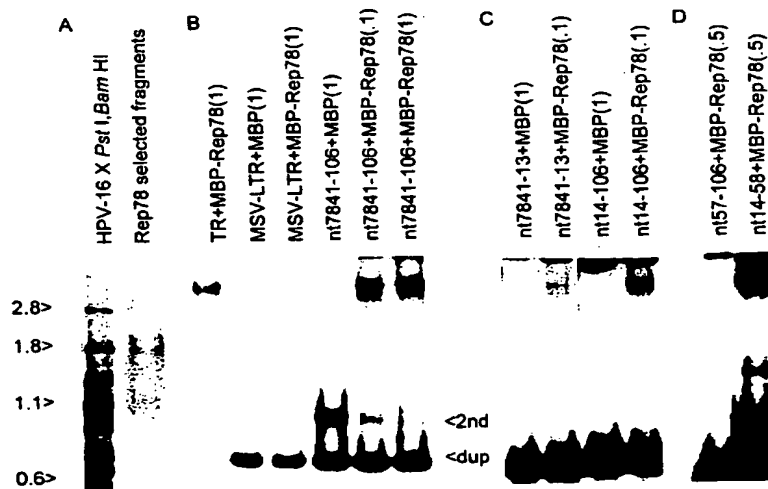 A
HPV-16 X Pst I,Bam HI
Rep78 selected fragments
2.8>
1.8>
1.1>
0.6>
B
TR+MBP-Rep78(1)
MSV-LTR+MBP(1)
MSV-LTR+MBP-Rep78(1)
nt7841-106+MBP(1)
nt7841-106+MBP-Rep78(.1)
nt7841-106+MBP-Rep78(1)
<2nd
<dup
C
nt7841-13+MBP(1)
nt7841-13+MBP-Rep78(.1)
nt14-106+MBP(1)
nt14-106+MBP-Rep78(.1)
D
nt57-106+MBP-Rep78(.5)
nt14-58+MBP-Rep78(.5)